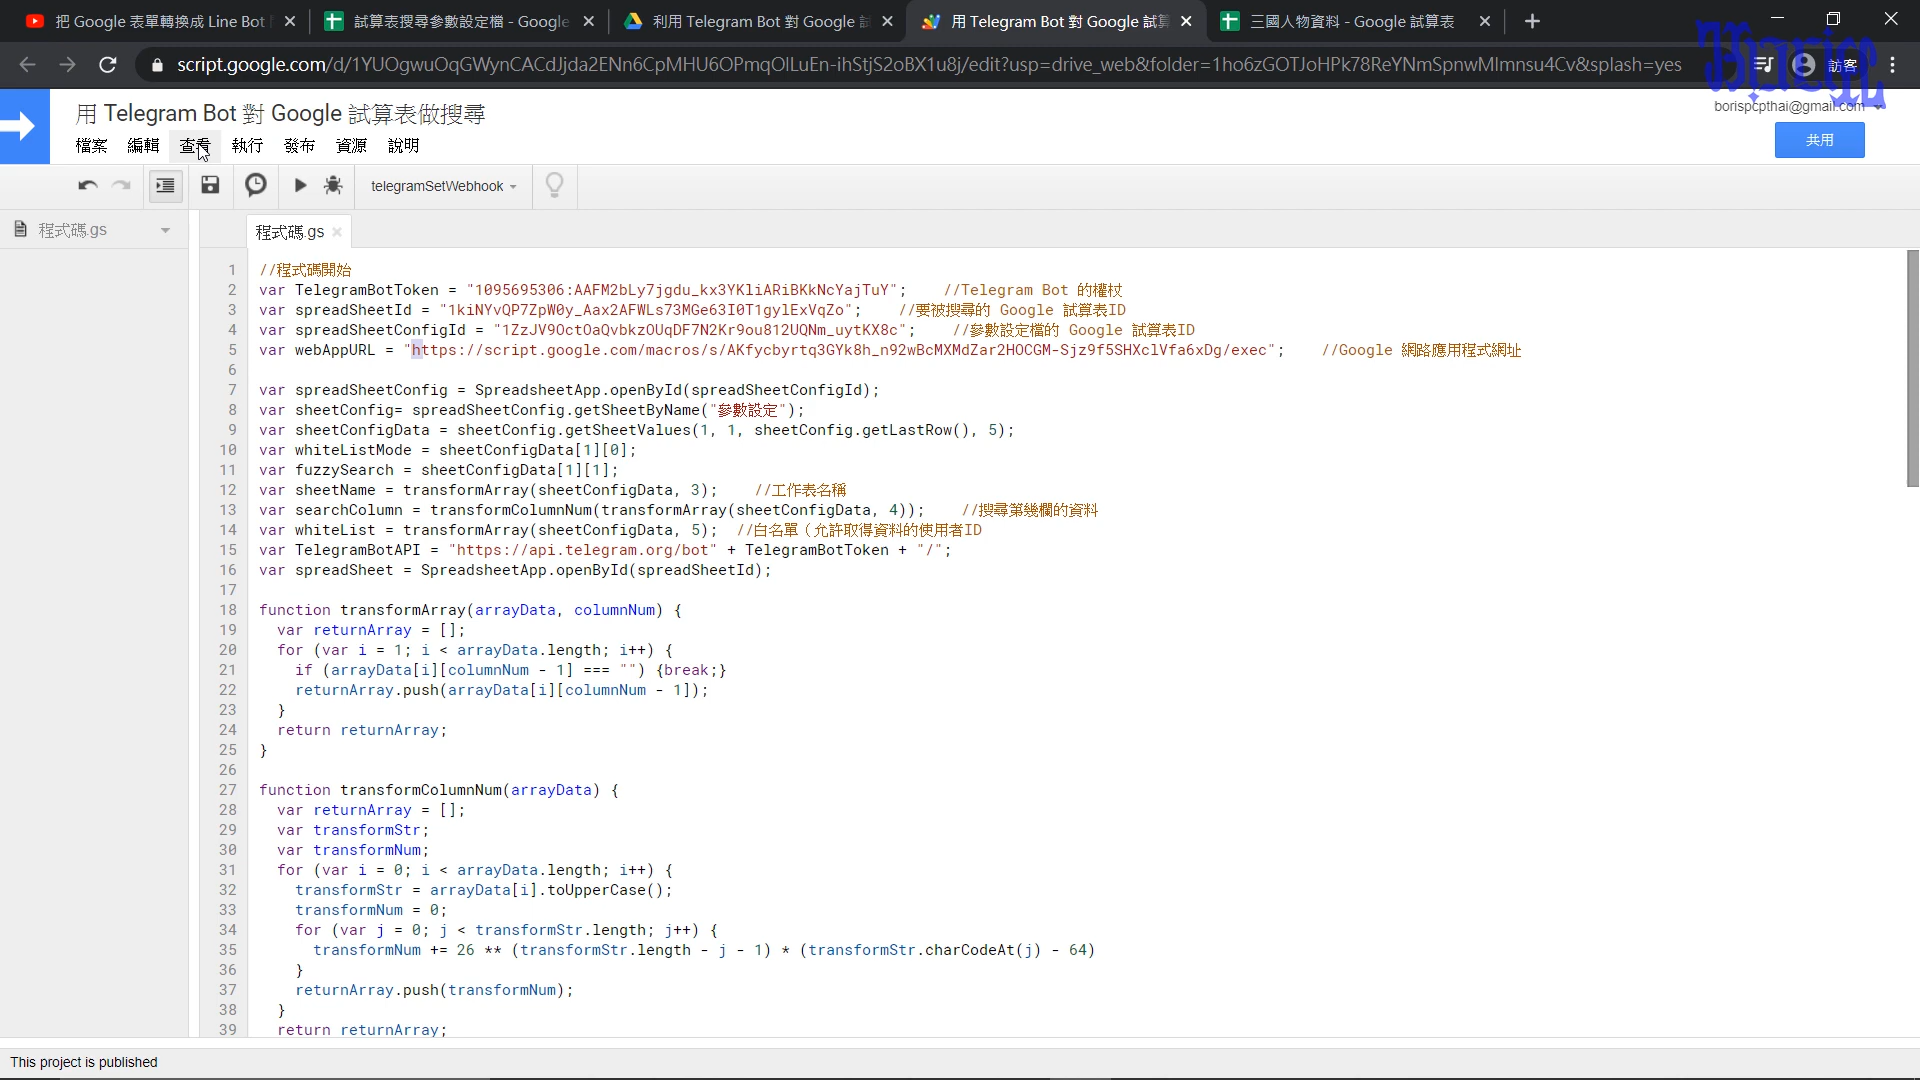 把 Google 表單轉換成 Line Bot
試算表搜尋參數設定檔 - Google
利用 Telegram Bot 對 Google 試
用 Telegram Bot 對 Google 試算
三國人物資料 - Google 試算表
script.google.com/d/1YUOgwuOqGWynCACdJjda2ENn6CpMHU6OPmqOlLuEn-ihStjS2oBX1u8j/edit?usp=drive_web&folder=1ho6zGOTJoHPk78ReYNmSpnwMlmnsu4Cv&splash=yes
訪客
用 Telegram Bot 對 Google 試算表做搜尋
borispcpthai@gmail.com
檔案 編輯 查看 執行 發布 資源 說明
共用
telegramSetWebhook
程式碼.gs
程式碼.gs
1 //程式碼開始
2 var TelegramBotToken = "1095695306:AAFM2bLy7jgdu_kx3YKliARiBKkNcYajTuY"; //Telegram Bot 的權杖
3 var spreadSheetId = "1kiNYvQP7ZpW0y_Aax2AFWLs73MGe63I0T1gylExVqZo"; //要被搜尋的 Google 試算表ID
4 var spreadSheetConfigId = "1ZzJV9OctOaQvbkzOUqDF7N2Kr9ou812UQNm_uytKX8c"; //參數設定檔的 Google 試算表ID
5 var webAppURL = "https://script.google.com/macros/s/AKfycbyrtq3GYk8h_n92wBcMXMdZar2HOCGM-Sjz9f5SHXclVfa6xDg/exec"; //Google 網路應用程式網址
6
7 var spreadSheetConfig = SpreadsheetApp.openById(spreadSheetConfigId);
8 var sheetConfig= spreadSheetConfig.getSheetByName("參數設定");
9 var sheetConfigData = sheetConfig.getSheetValues(1, 1, sheetConfig.getLastRow(), 5);
10 var whiteListMode = sheetConfigData[1][0];
11 var fuzzySearch = sheetConfigData[1][1];
12 var sheetName = transformArray(sheetConfigData, 3); //工作表名稱
13 var searchColumn = transformColumnNum(transformArray(sheetConfigData, 4)); //搜尋第幾欄的資料
14 var whiteList = transformArray(sheetConfigData, 5); //白名單（允許取得資料的使用者ID
15 var TelegramBotAPI = "https://api.telegram.org/bot" + TelegramBotToken + "/";
16 var spreadSheet = SpreadsheetApp.openById(spreadSheetId);
17
18 function transformArray(arrayData, columnNum) {
19 var returnArray = [];
20 for (var i = 1; i < arrayData.length; i++) {
21 if (arrayData[i][columnNum - 1] === "") {break;}
22 returnArray.push(arrayData[i][columnNum - 1]);
23 }
24 return returnArray;
25 }
26
27 function transformColumnNum(arrayData) {
28 var returnArray = [];
29 var transformStr;
30 var transformNum;
31 for (var i = 0; i < arrayData.length; i++) {
32 transformStr = arrayData[i].toUpperCase();
33 transformNum = 0;
34 for (var j = 0; j < transformStr.length; j++) {
35 transformNum += 26 ** (transformStr.length - j - 1) * (transformStr.charCodeAt(j) - 64)
36 }
37 returnArray.push(transformNum);
38 }
39 return returnArray;
This project is published